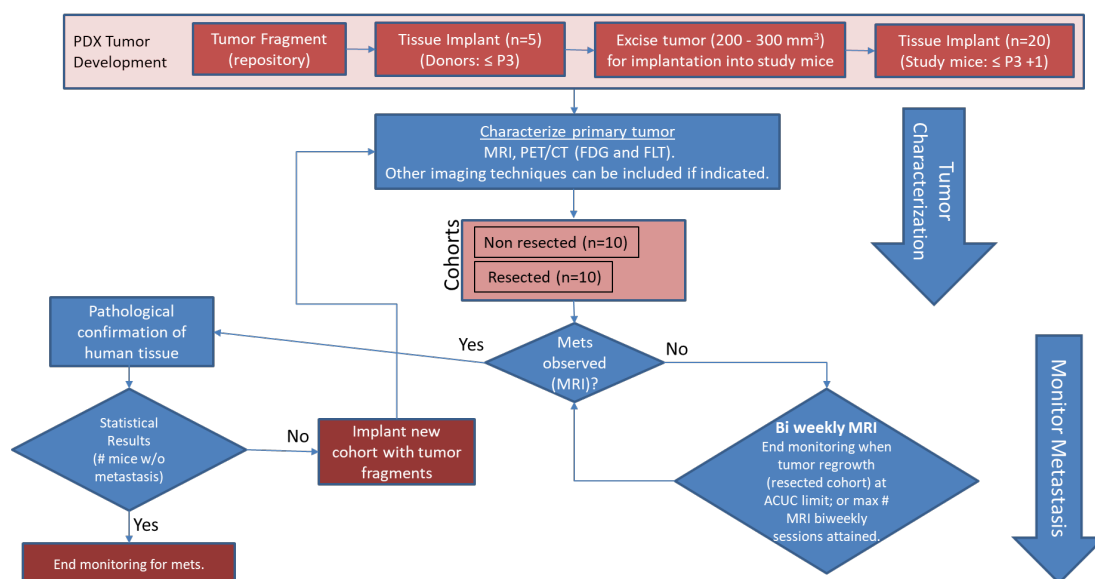 PDX Tumor
Development
Tumor Fragment
(repository)
Tissue Implant (n=5)
(Donors: ≤ P3)
Excise tumor (200 - 300 mm³)
for implantation into study mice
Tissue Implant (n=20)
(Study mice: ≤ P3 +1)
Characterize primary tumor
MRI, PET/CT (FDG and FLT).
Other imaging techniques can be included if indicated.
Tumor
Characterization
Cohorts
Non resected (n=10)
Resected (n=10)
Pathological
confirmation of
human tissue
Yes
Mets
observed
(MRI)?
No
Monitor Metastasis
Statistical
Results
(# mice w/o
metastasis)
No
Implant new
cohort with tumor
fragments
Bi weekly MRI
End monitoring when
tumor regrowth
(resected cohort) at
ACUC limit; or max #
MRI biweekly
sessions attained.
Yes
End monitoring for mets.